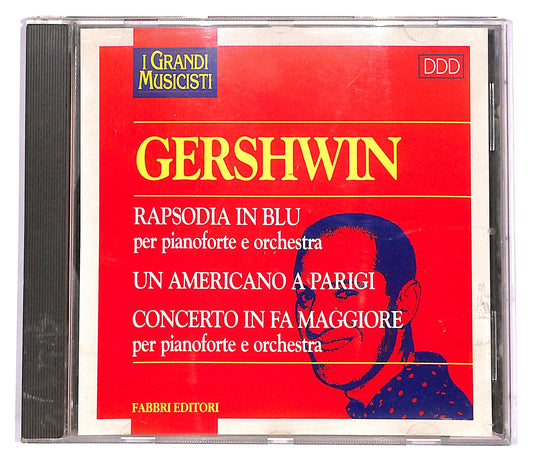 I GRANDI
MUSICISTI
DDD
GERSHWIN
RAPSODIA IN BLU
per pianoforte e orchestra
UN AMERICANO A PARIGI
CONCERTO IN FA MAGGIORE
per pianoforte e orchestra
FABBRI EDITORI